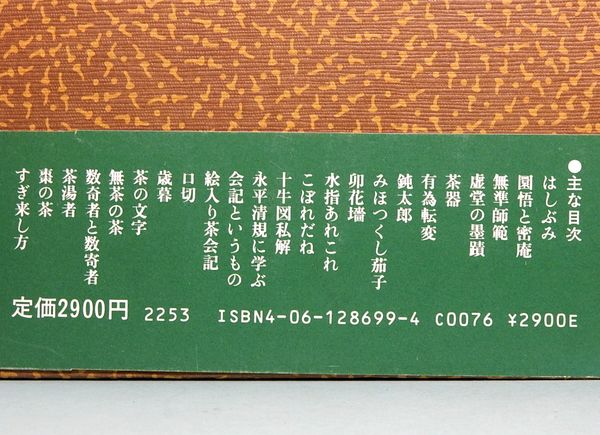 ●主な目次
はしぶみ
圜悟と密庵
無準師範
虚堂の墨蹟
茶器
有為転変
鈍太郎
みほつくし茄子
卯花墻
水指あれこれ
こぼれだね
十牛図私解
永平清規に学ぶ
会記というもの
絵入り茶会記
口切
歳暮
茶の文字
無茶の茶
数奇者と数寄者
茶湯者
棗の茶
すぎ来し方
定価2900円 2253 ISBN4-06-128699-4 C0076 ¥2900E